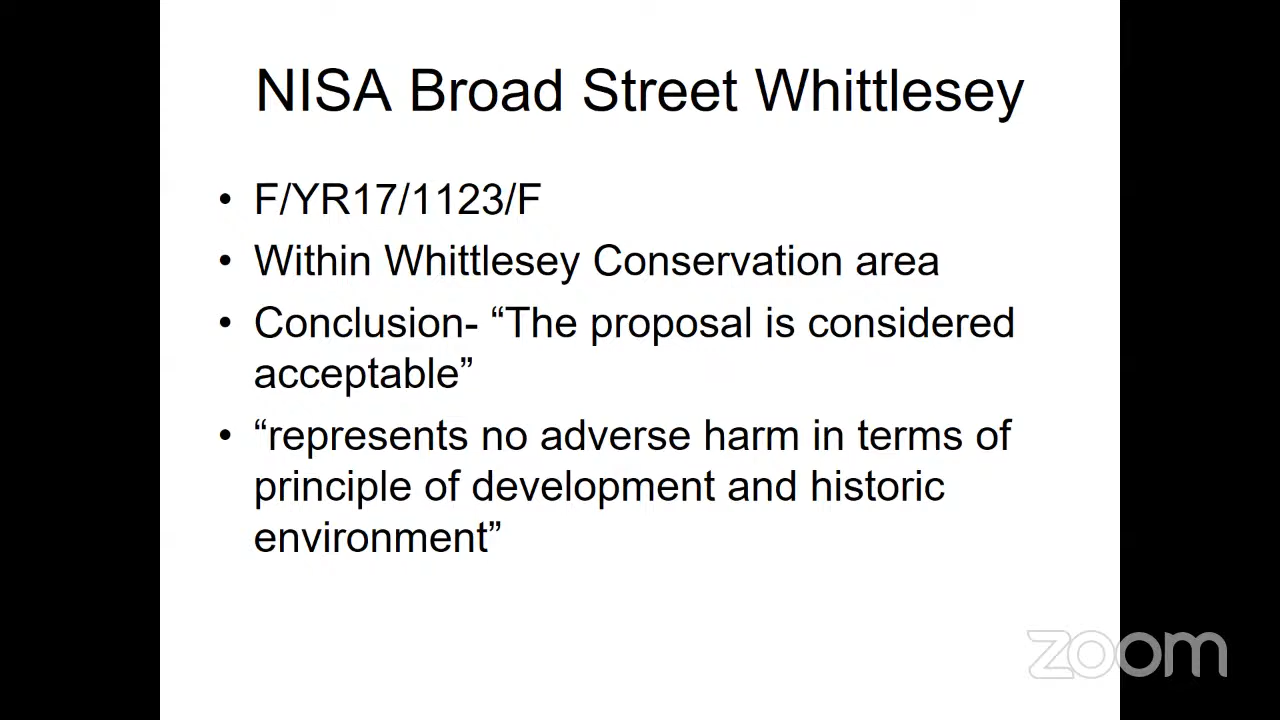 NISA Broad Street Whittlesey
• F/YR17/1123/F
• Within Whittlesey Conservation area
• Conclusion- “The proposal is considered
acceptable”
• “represents no adverse harm in terms of
principle of development and historic
environment”
zoom